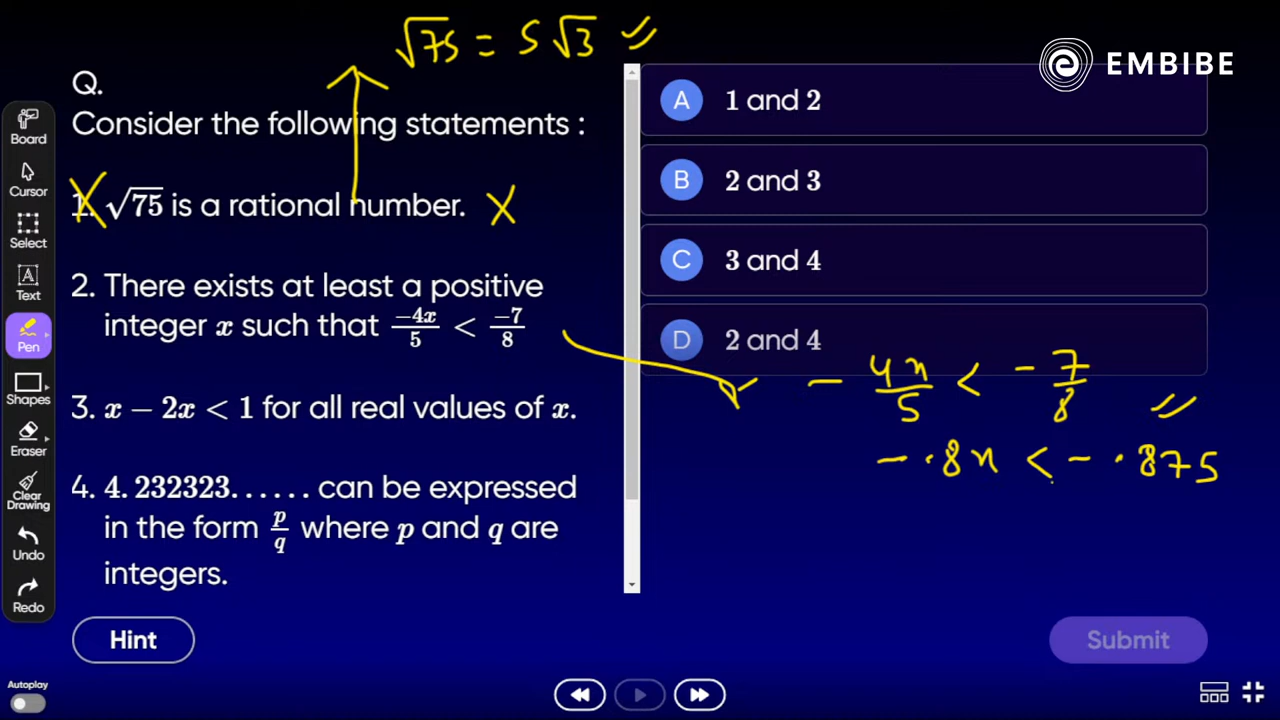 √75 = 5√3
EMBIBE
Q.
Consider the following statements :
1. √75 is a rational number.
2. There exists at least a positive
integer x such that −4x/5 < −7/8
3. x − 2x < 1 for all real values of x.
4. 4.232323...... can be expressed
in the form p/q where p and q are
integers.
A 1 and 2
B 2 and 3
C 3 and 4
D 2 and 4
− 4x/5 < − 7/8
− .8x < − .875
Board
Cursor
Select
Text
Pen
Shapes
Eraser
Clear
Drawing
Undo
Redo
Hint
Submit
Autoplay